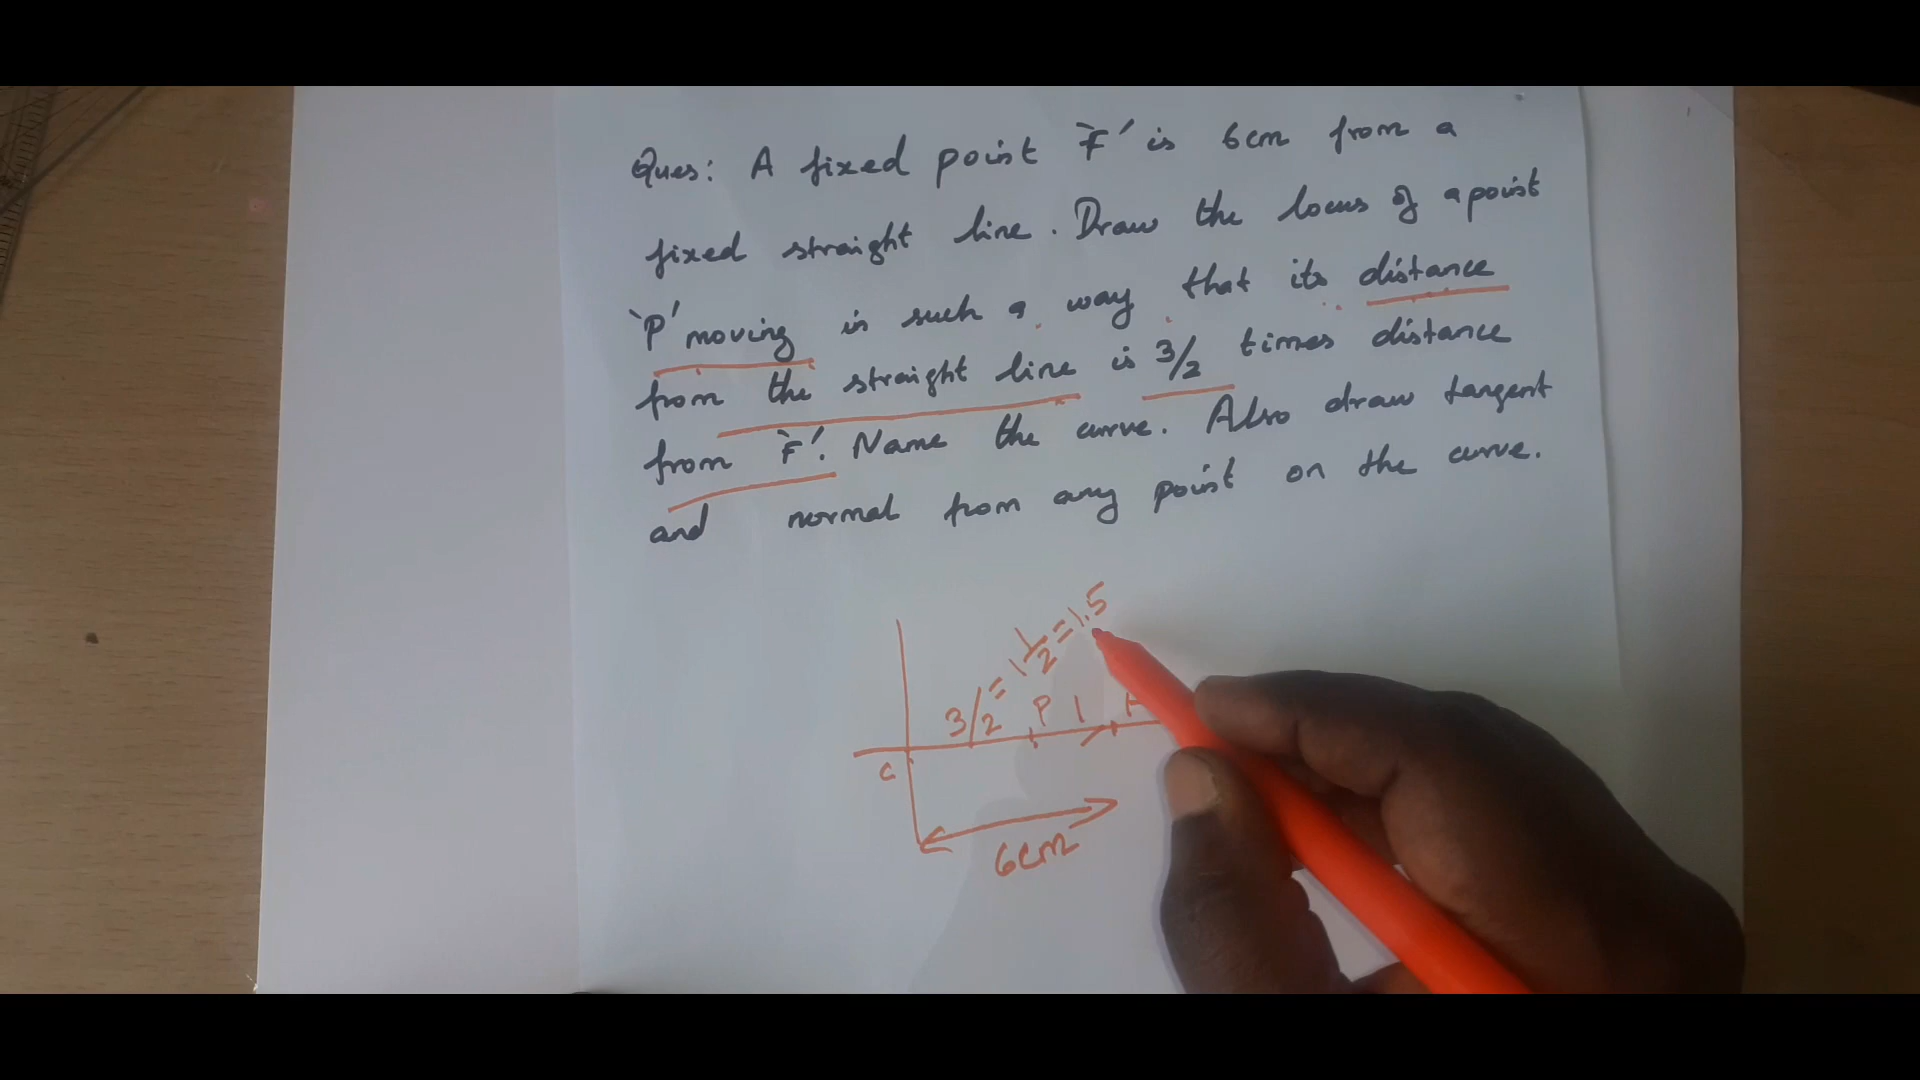 Ques: A fixed point 'F' is 6cm from a
fixed straight line. Draw the locus of a point
'P' moving in such a way that its distance
from the straight line is 3/2 times distance
from 'F'. Name the curve. Also draw tangent
and normal from any point on the curve.
3/2 = 1 1/2 = 1.5
P 1
C
6cm